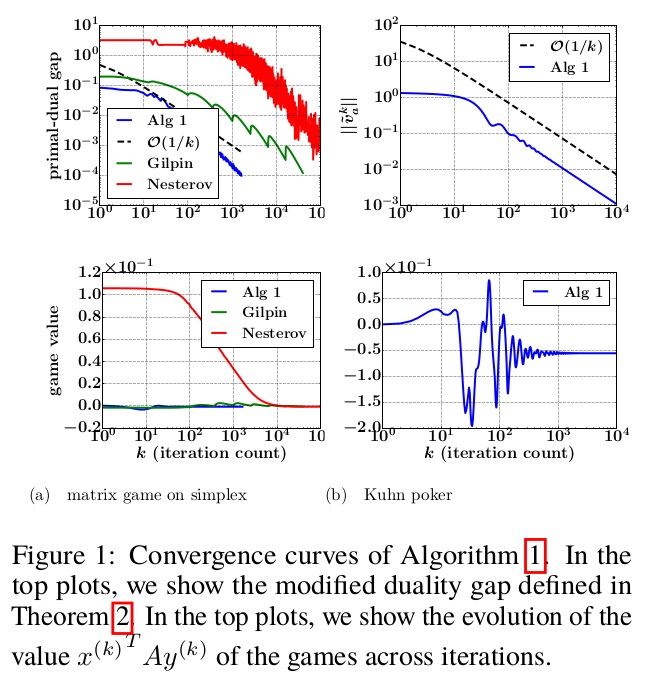 10^1
10^0
10^-1
10^-2
10^-3
10^-4
10^-5
primal-dual gap
Alg 1
O(1/k)
Gilpin
Nesterov
10^0 10^1 10^2 10^3 10^4 10^5
10^2
10^1
10^0
10^-1
10^-2
10^-3
||ṽ_a^k||
O(1/k)
Alg 1
10^0 10^1 10^2 10^3 10^4
1.2 ×10^-1
1.0
0.8
0.6
0.4
0.2
0.0
−0.2
game value
Alg 1
Gilpin
Nesterov
10^0 10^1 10^2 10^3 10^4 10^5
k (iteration count)
1.0 ×10^-1
0.5
0.0
−0.5
−1.0
−1.5
−2.0
Alg 1
10^0 10^1 10^2 10^3 10^4
k (iteration count)
(a) matrix game on simplex
(b) Kuhn poker
Figure 1: Convergence curves of Algorithm 1. In the
top plots, we show the modified duality gap defined in
Theorem 2. In the top plots, we show the evolution of the
value x^(k)^T Ay^(k) of the games across iterations.